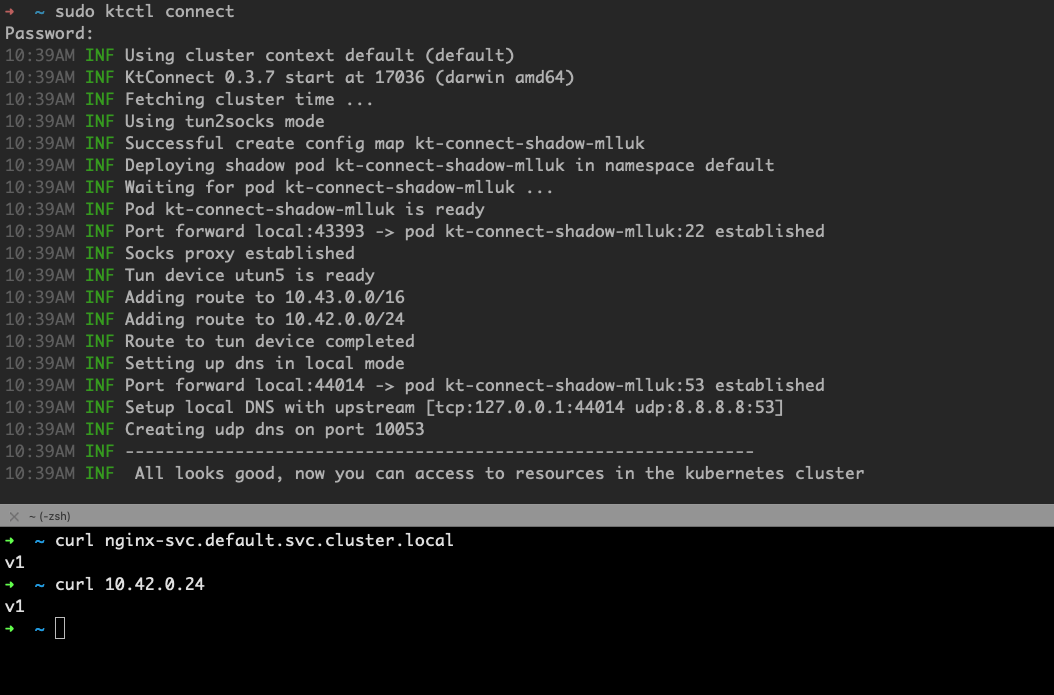 ➜  ~ sudo ktctl connect
Password:
10:39AM INF Using cluster context default (default)
10:39AM INF KtConnect 0.3.7 start at 17036 (darwin amd64)
10:39AM INF Fetching cluster time ...
10:39AM INF Using tun2socks mode
10:39AM INF Successful create config map kt-connect-shadow-mlluk
10:39AM INF Deploying shadow pod kt-connect-shadow-mlluk in namespace default
10:39AM INF Waiting for pod kt-connect-shadow-mlluk ...
10:39AM INF Pod kt-connect-shadow-mlluk is ready
10:39AM INF Port forward local:43393 -> pod kt-connect-shadow-mlluk:22 established
10:39AM INF Socks proxy established
10:39AM INF Tun device utun5 is ready
10:39AM INF Adding route to 10.43.0.0/16
10:39AM INF Adding route to 10.42.0.0/24
10:39AM INF Route to tun device completed
10:39AM INF Setting up dns in local mode
10:39AM INF Port forward local:44014 -> pod kt-connect-shadow-mlluk:53 established
10:39AM INF Setup local DNS with upstream [tcp:127.0.0.1:44014 udp:8.8.8.8:53]
10:39AM INF Creating udp dns on port 10053
10:39AM INF ---------------------------------------------------------------
10:39AM INF  All looks good, now you can access to resources in the kubernetes cluster
~ (-zsh)
➜  ~ curl nginx-svc.default.svc.cluster.local
v1
➜  ~ curl 10.42.0.24
v1
➜  ~